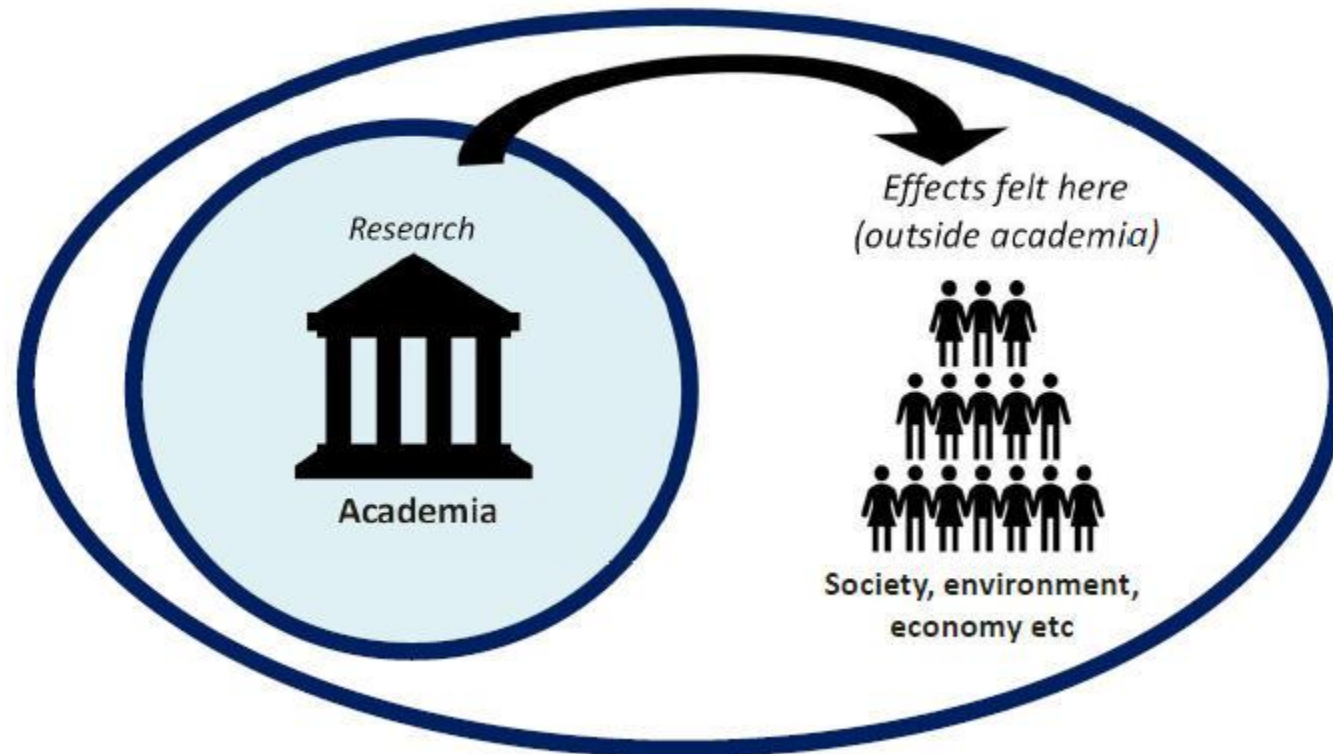 Research
Academia
Effects felt here
(outside academia)
Society, environment,
economy etc